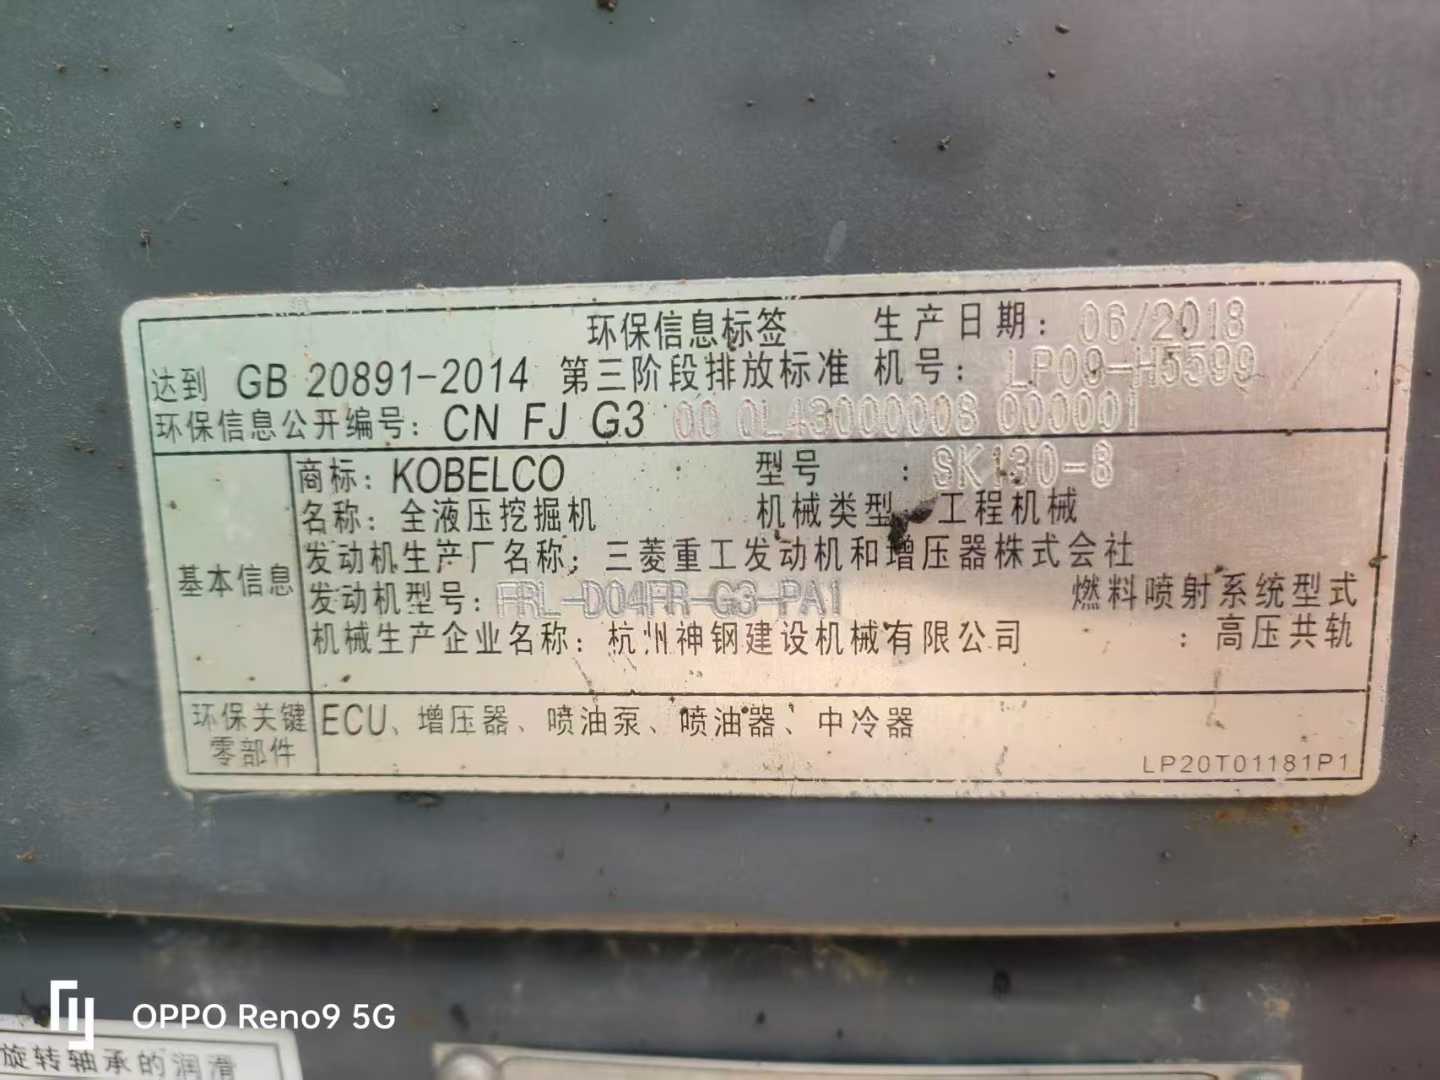 环保信息标签 生产日期：06/2018
达到 GB 20891-2014 第三阶段排放标准 机号：LP09-H5599
环保信息公开编号：CN FJ G3 00 0L43000008 000001
基本信息
商标：KOBELCO 型号：SK130-8
名称：全液压挖掘机 机械类型：工程机械
发动机生产厂名称：三菱重工发动机和增压器株式会社
发动机型号：FRL-D04FR-G3-PA1 燃料喷射系统型式
机械生产企业名称：杭州神钢建设机械有限公司 ：高压共轨
环保关键
零部件
ECU、增压器、喷油泵、喷油器、中冷器
LP20T01181P1
OPPO Reno9 5G
旋转轴承的润滑